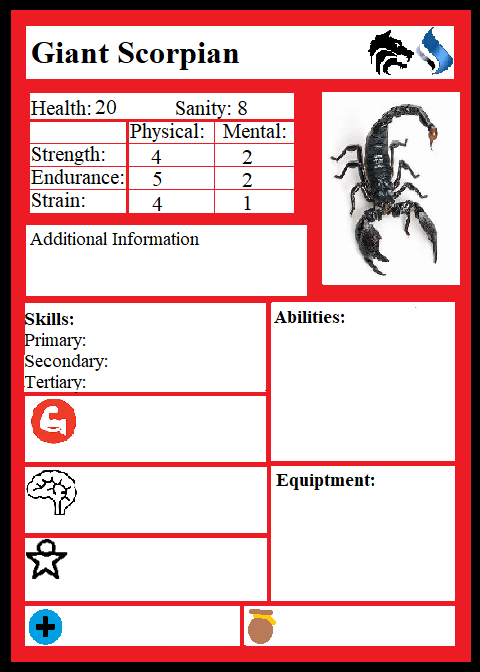 Giant Scorpian
Health: 20 Sanity: 8
Physical: Mental:
Strength: 4 2
Endurance: 5 2
Strain: 4 1
Additional Information
Skills:
Primary:
Secondary:
Tertiary:
Abilities:
Equiptment: